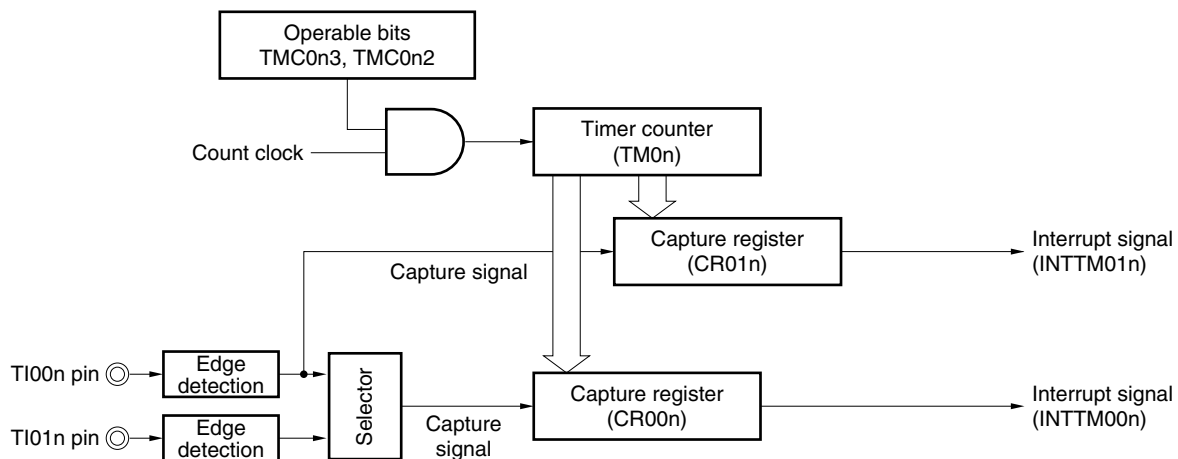 Operable bits
TMC0n3, TMC0n2
Count clock
Timer counter
(TM0n)
Capture register
(CR01n)
Interrupt signal
(INTTM01n)
Capture signal
TI00n pin
Edge
detection
Selector
Capture register
(CR00n)
Interrupt signal
(INTTM00n)
TI01n pin
Edge
detection
Capture
signal